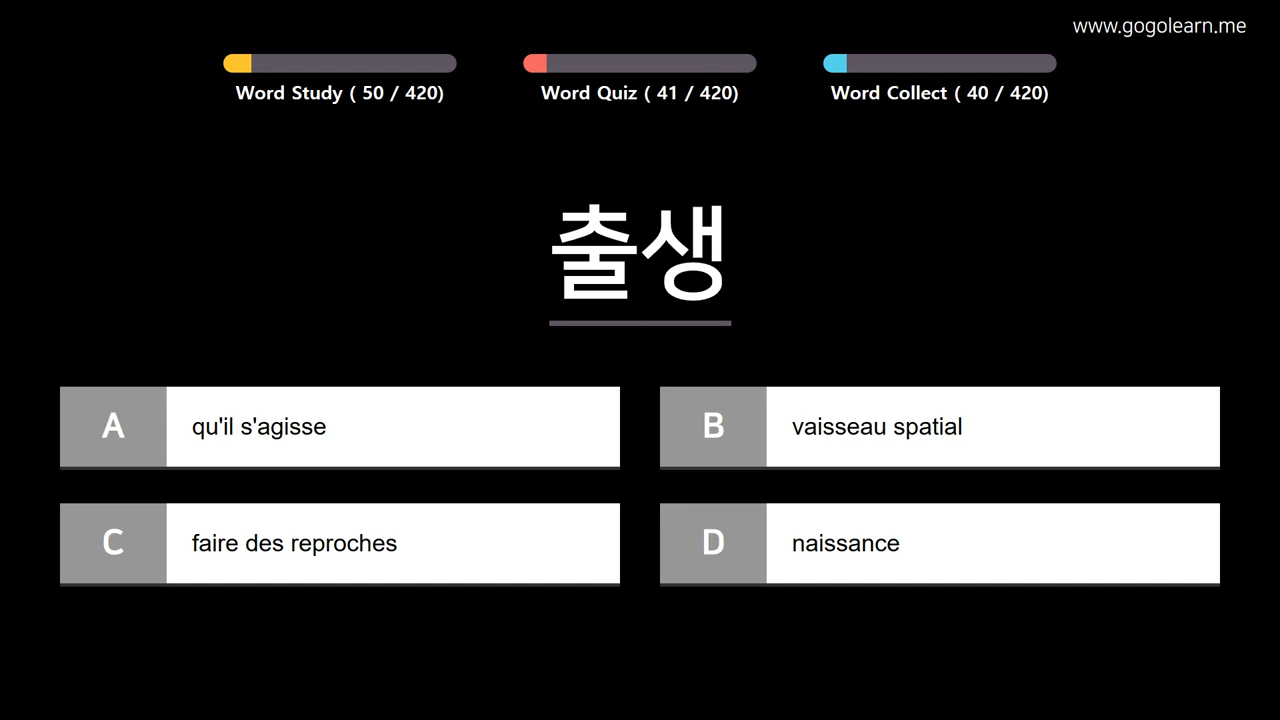 www.gogolearn.me
Word Study ( 50 / 420)
Word Quiz ( 41 / 420)
Word Collect ( 40 / 420)
출생
A
qu'il s'agisse
B
vaisseau spatial
C
faire des reproches
D
naissance